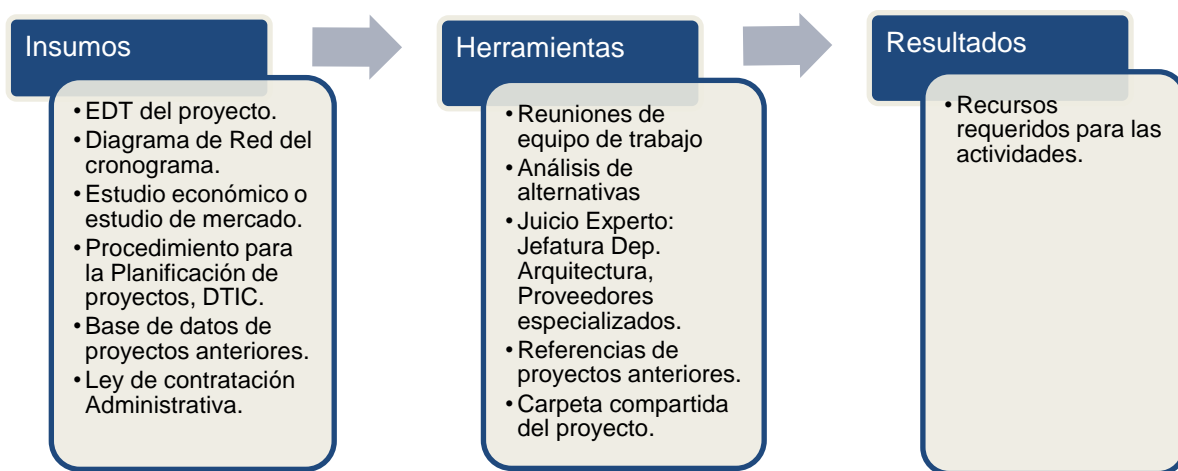 Insumos
• EDT del proyecto.
• Diagrama de Red del
cronograma.
• Estudio económico o
estudio de mercado.
• Procedimiento para
la Planificación de
proyectos, DTIC.
• Base de datos de
proyectos anteriores.
• Ley de contratación
Administrativa.
Herramientas
• Reuniones de
equipo de trabajo
• Análisis de
alternativas
• Juicio Experto:
Jefatura Dep.
Arquitectura,
Proveedores
especializados.
• Referencias de
proyectos anteriores.
• Carpeta compartida
del proyecto.
Resultados
• Recursos
requeridos para las
actividades.